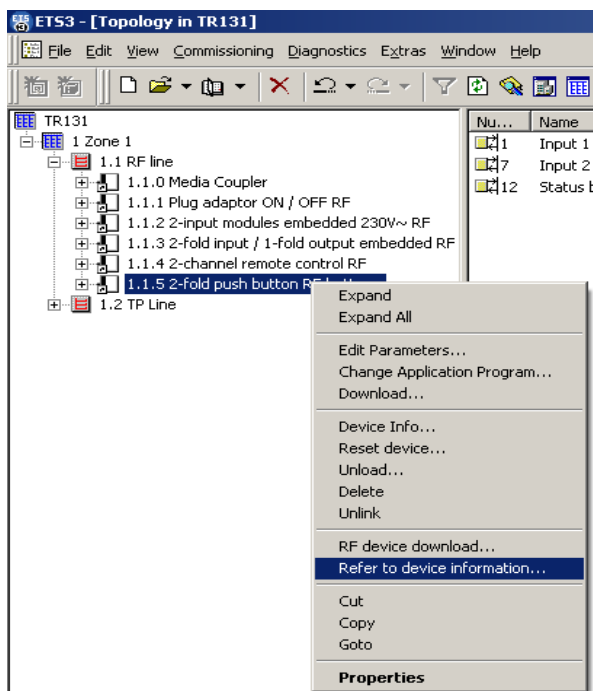 ETS3 - [Topology in TR131]
File Edit View Commissioning Diagnostics Extras Window Help
TR131
1 Zone 1
1.1 RF line
1.1.0 Media Coupler
1.1.1 Plug adaptor ON / OFF RF
1.1.2 2-input modules embedded 230V~ RF
1.1.3 2-fold input / 1-fold output embedded RF
1.1.4 2-channel remote control RF
1.1.5 2-fold push button
1.2 TP Line
Nu... Name
1 Input 1
7 Input 2
12 Status
Expand
Expand All
Edit Parameters...
Change Application Program...
Download...
Device Info...
Reset device...
Unload...
Delete
Unlink
RF device download...
Refer to device information...
Cut
Copy
Goto
Properties